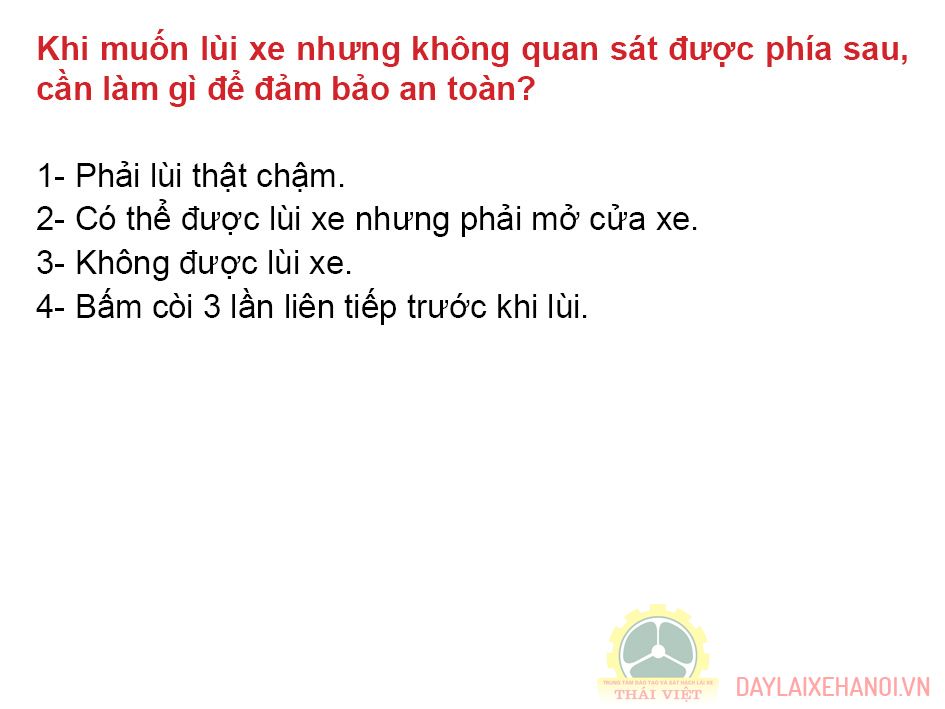 Khi muốn lùi xe nhưng không quan sát được phía sau,
cần làm gì để đảm bảo an toàn?
1- Phải lùi thật chậm.
2- Có thể được lùi xe nhưng phải mở cửa xe.
3- Không được lùi xe.
4- Bấm còi 3 lần liên tiếp trước khi lùi.
TRUNG TÂM ĐÀO TẠO VÀ SÁT HẠCH LÁI XE
THÁI VIỆT
DAYLAIXEHANOI.VN